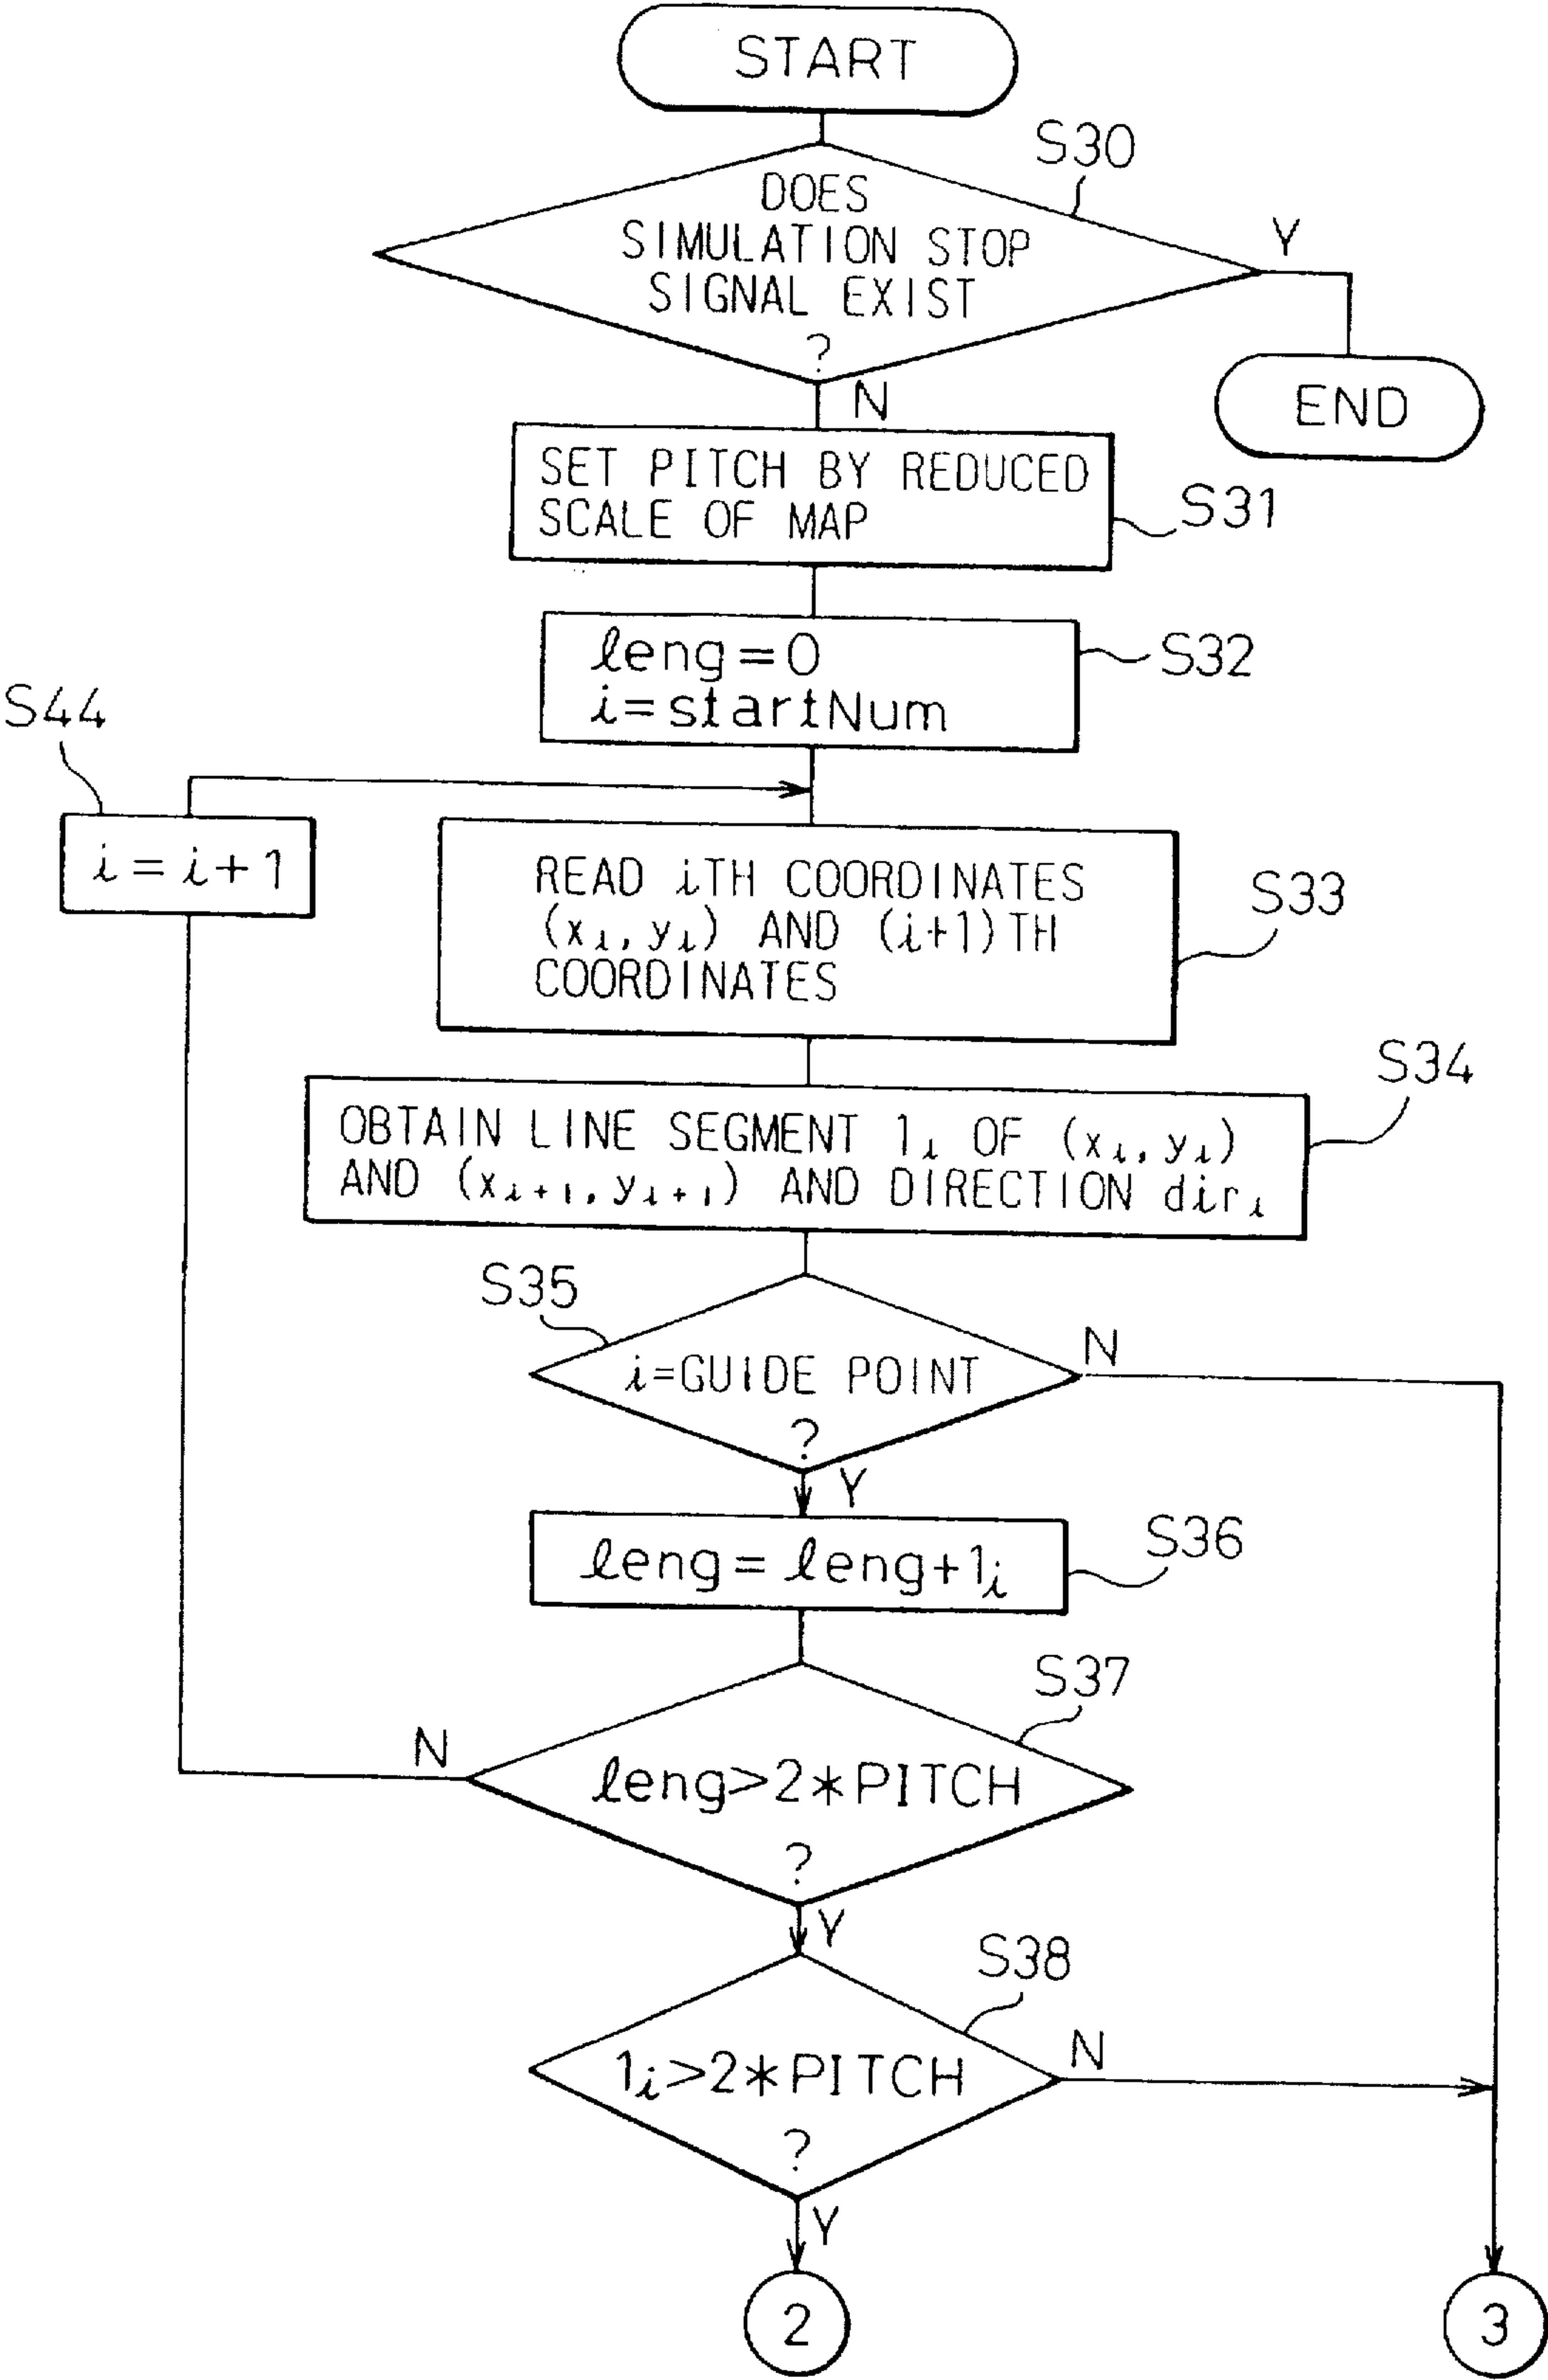 START
S30
DOES
SIMULATION STOP
SIGNAL EXIST
?
Y
N
END
SET PITCH BY REDUCED
SCALE OF MAP
S31
leng=0
i=startNum
S32
S44
i=i+1
READ iTH COORDINATES
(xi,yi) AND (i+1)TH
COORDINATES
S33
S34
OBTAIN LINE SEGMENT 1i OF (xi,yi)
AND (xi+1,yi+1) AND DIRECTION diri
S35
i=GUIDE POINT
?
N
Y
leng=leng+1i
S36
S37
N
leng>2*PITCH
?
Y
S38
1i>2*PITCH
?
N
Y
2
3